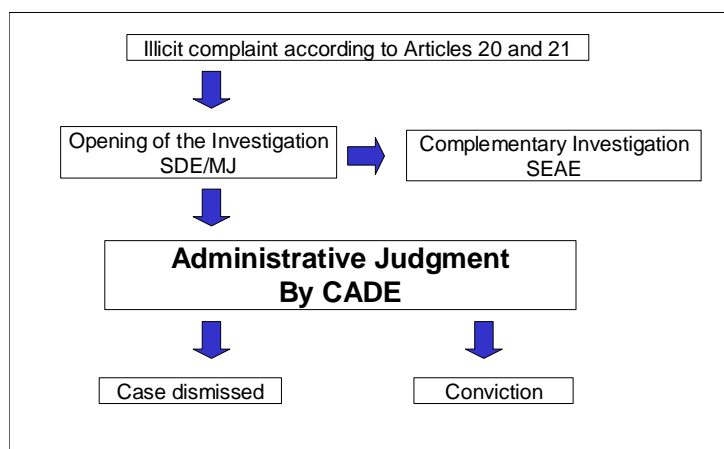 Illicit complaint according to Articles 20 and 21
Opening of the Investigation
SDE/MJ
Complementary Investigation
SEAE
Administrative Judgment
By CADE
Case dismissed
Conviction